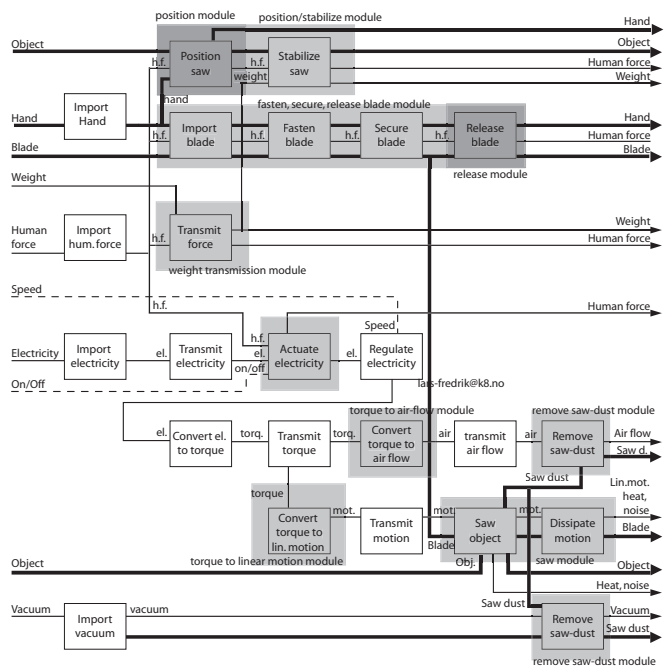 position module
position/stabilize module
Hand
Object
Object
h.f.
Position saw
h.f.
Stabilize saw
Human force
weight
Weight
hand
Import Hand
fasten, secure, release blade module
Hand
Hand
h.f.
Import blade
h.f.
Fasten blade
h.f.
Secure blade
h.f.
Release blade
Human force
Blade
Blade
release module
Weight
Human force
Import hum. force
h.f.
Transmit force
Weight
Human force
weight transmission module
Speed
h.f.
Human force
Speed
Electricity
Import electricity
el.
Transmit electricity
h.f.
el.
on/off
Actuate electricity
el.
Regulate electricity
On/Off
lars-fredrik@k8.no
torque to air-flow module
remove saw-dust module
el.
Convert el. to torque
torq.
Transmit torque
torq.
Convert torque to air flow
air
transmit air flow
air
Remove saw-dust
Air flow
Saw d.
Saw dust
torque
Lin.mot.
heat,
noise
mot.
Convert torque to lin. motion
Transmit motion
mot.
Saw object
mot.
Dissipate motion
Blade
Blade
Obj.
saw module
torque to linear motion module
Object
Object
Heat, noise
Saw dust
Vacuum
Import vacuum
vacuum
Remove saw-dust
Vacuum
Saw dust
remove saw-dust module